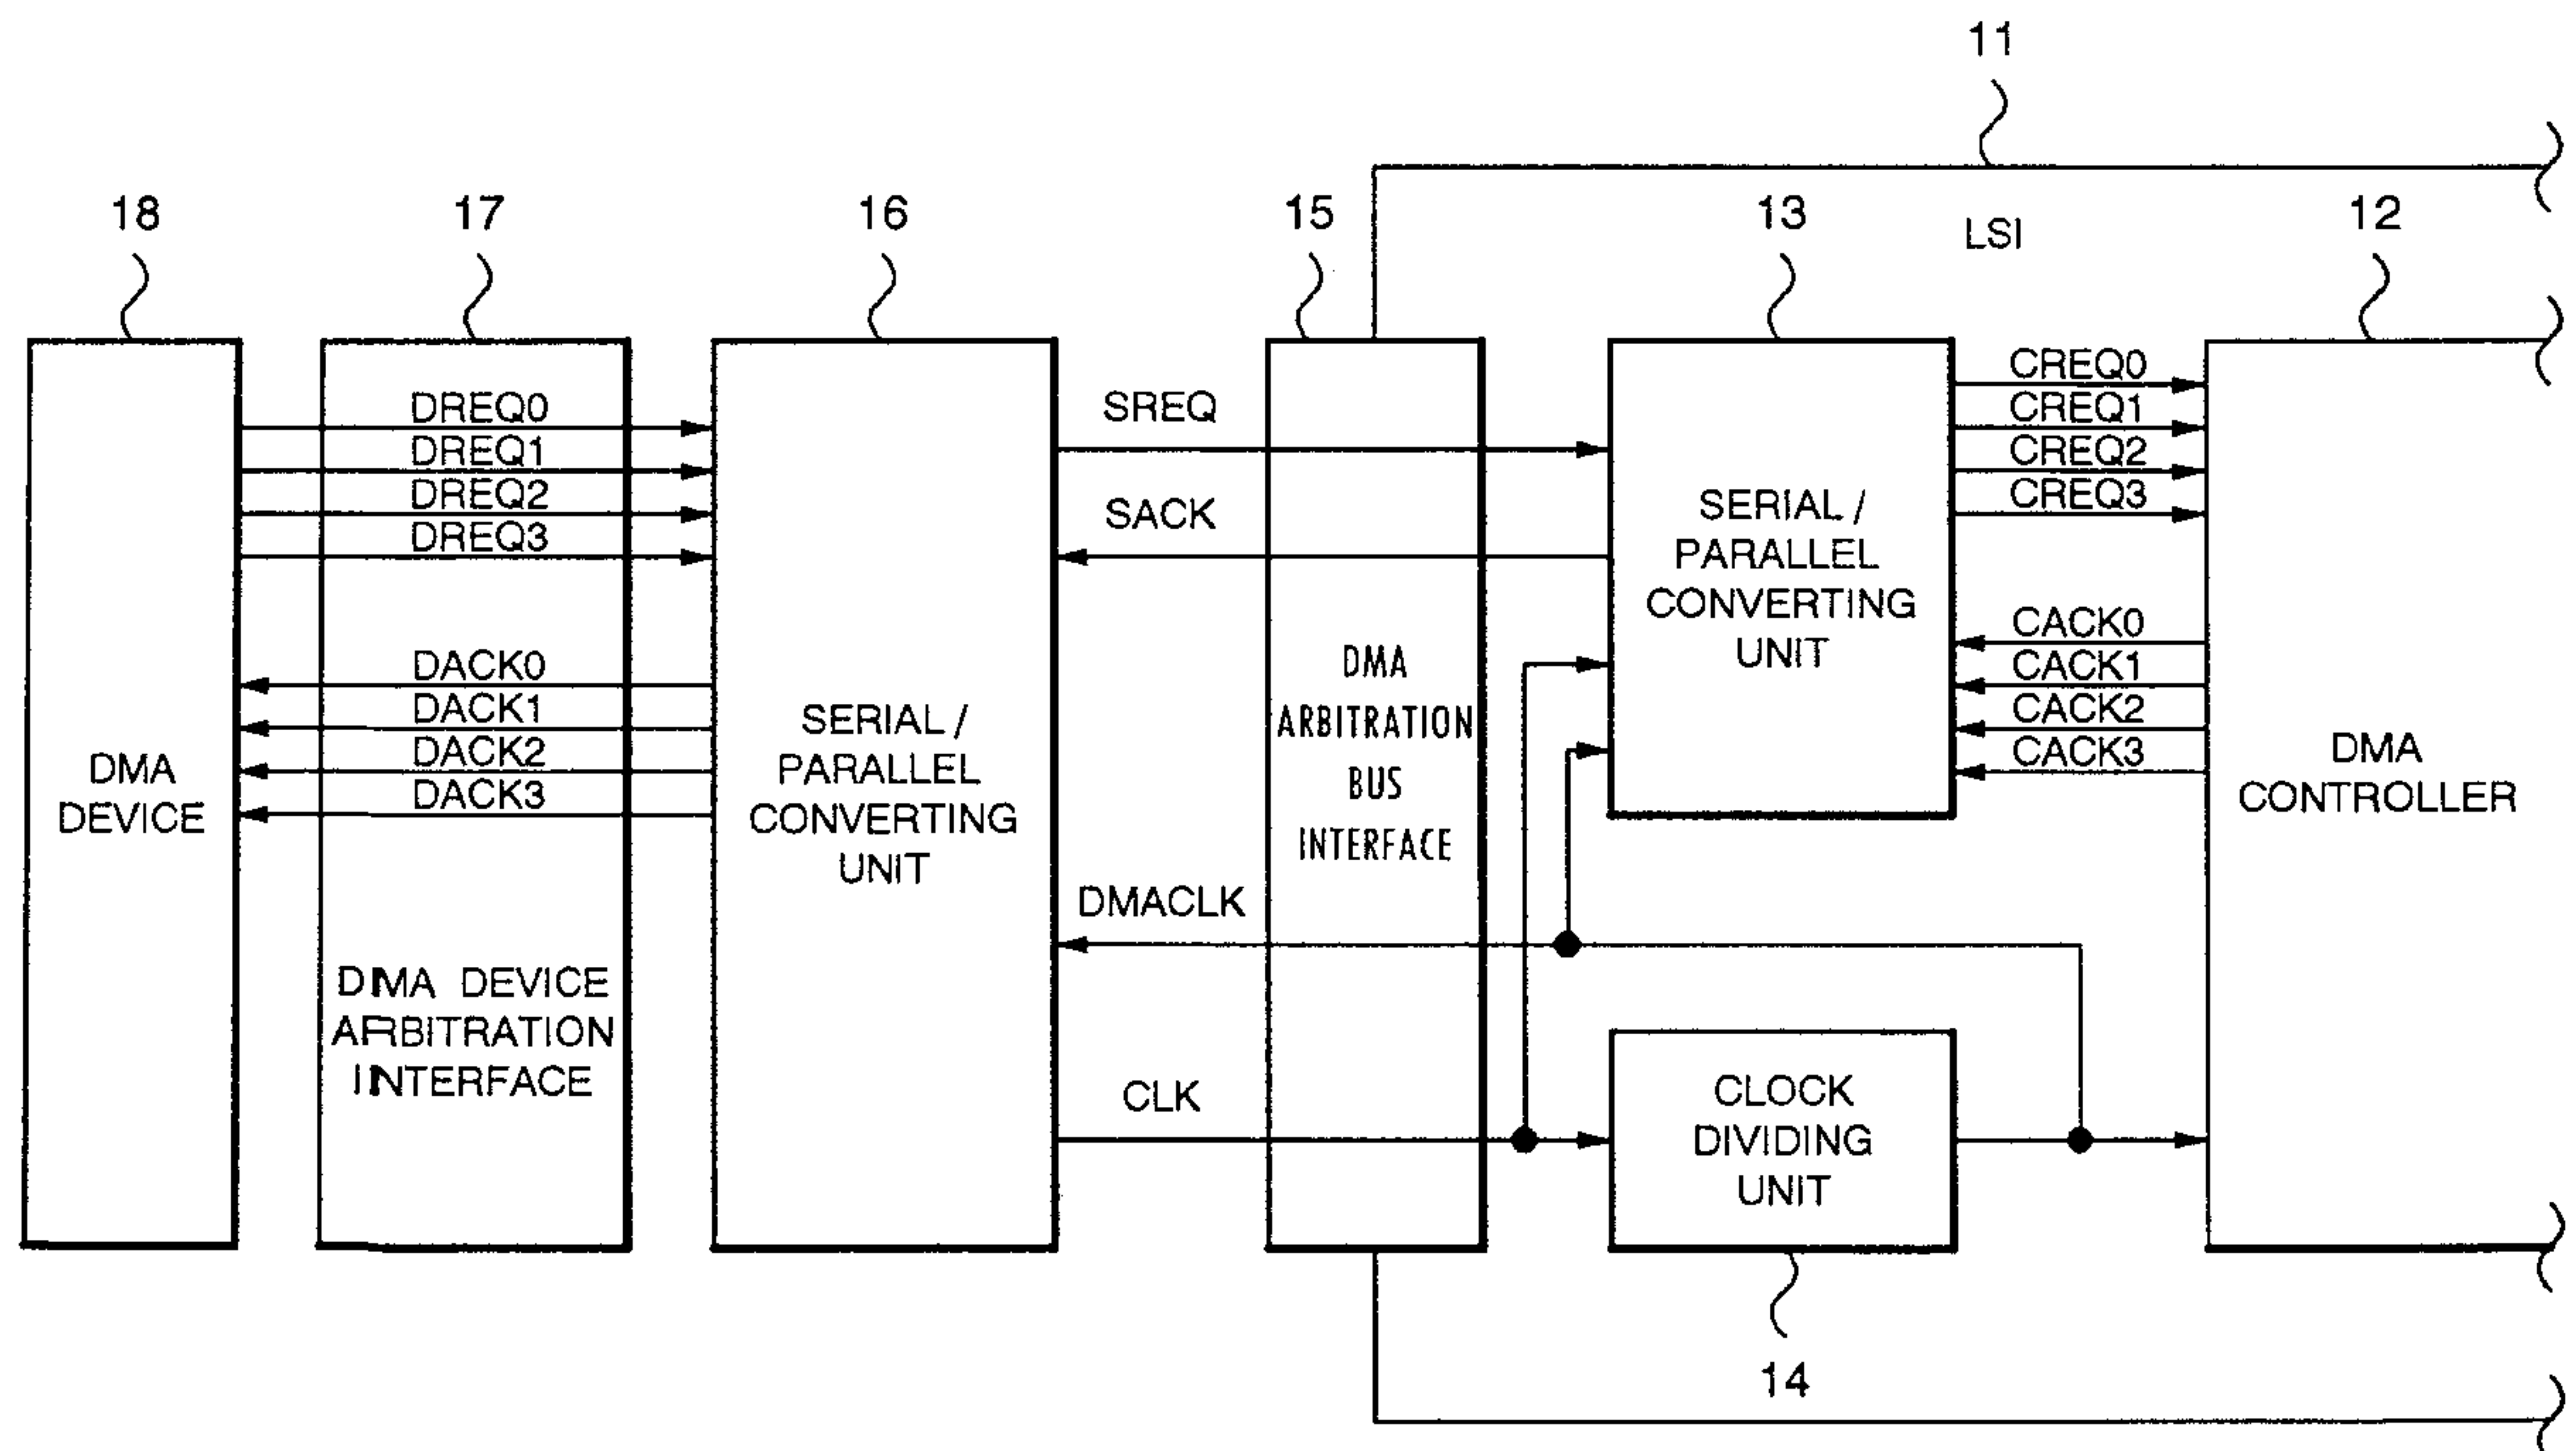 11
18
17
16
15
13
LSI
12
DREQ0
DREQ1
DREQ2
DREQ3
DACK0
DACK1
DACK2
DACK3
DMA
DEVICE
DMA DEVICE
ARBITRATION
INTERFACE
SERIAL /
PARALLEL
CONVERTING
UNIT
SREQ
SACK
DMACLK
CLK
DMA
ARBITRATION
BUS
INTERFACE
SERIAL /
PARALLEL
CONVERTING
UNIT
CREQ0
CREQ1
CREQ2
CREQ3
CACK0
CACK1
CACK2
CACK3
DMA
CONTROLLER
CLOCK
DIVIDING
UNIT
14